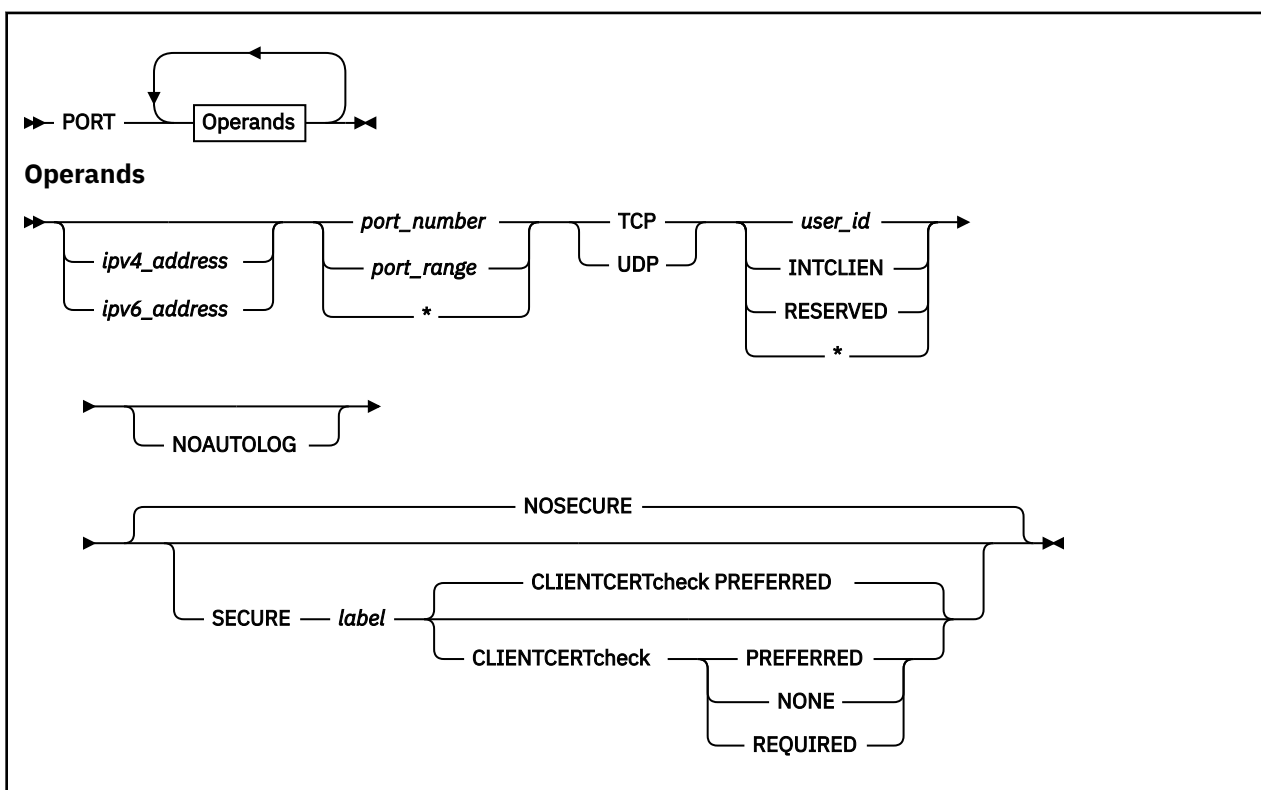 PORT Operands
Operands
port_number TCP user_id
ipv4_address port_range UDP INTCLIEN
ipv6_address * RESERVED
*
NOAUTOLOG
NOSECURE
CLIENTCERTcheck PREFERRED
SECURE label
CLIENTCERTcheck PREFERRED
NONE
REQUIRED